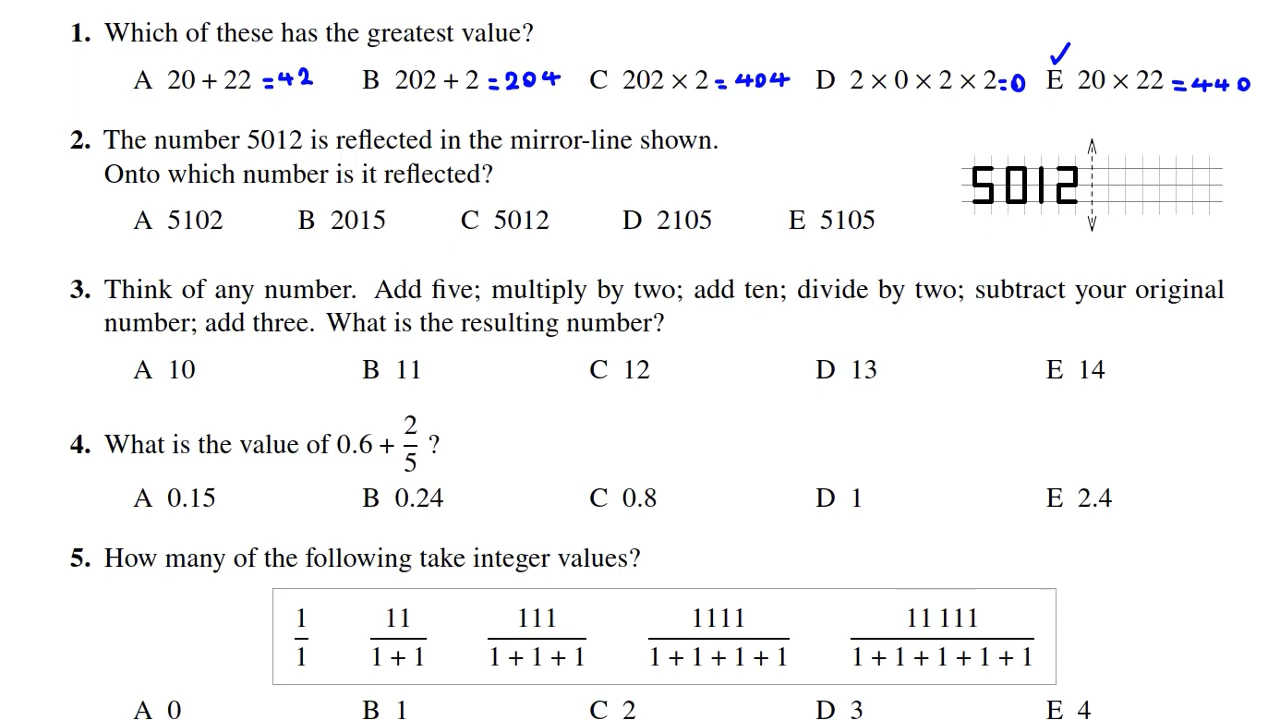 1. Which of these has the greatest value?
A 20 + 22 =42 B 202 + 2 =204 C 202 × 2 = 404 D 2 × 0 × 2 × 2=0 ✓ E 20 × 22 =440
2. The number 5012 is reflected in the mirror-line shown.
Onto which number is it reflected?
5012
A 5102 B 2015 C 5012 D 2105 E 5105
3. Think of any number. Add five; multiply by two; add ten; divide by two; subtract your original
number; add three. What is the resulting number?
A 10 B 11 C 12 D 13 E 14
4. What is the value of 0.6 + 2/5 ?
A 0.15 B 0.24 C 0.8 D 1 E 2.4
5. How many of the following take integer values?
1 11 111 1111 11 111
1 1 + 1 1 + 1 + 1 1 + 1 + 1 + 1 1 + 1 + 1 + 1 + 1
A 0 B 1 C 2 D 3 E 4